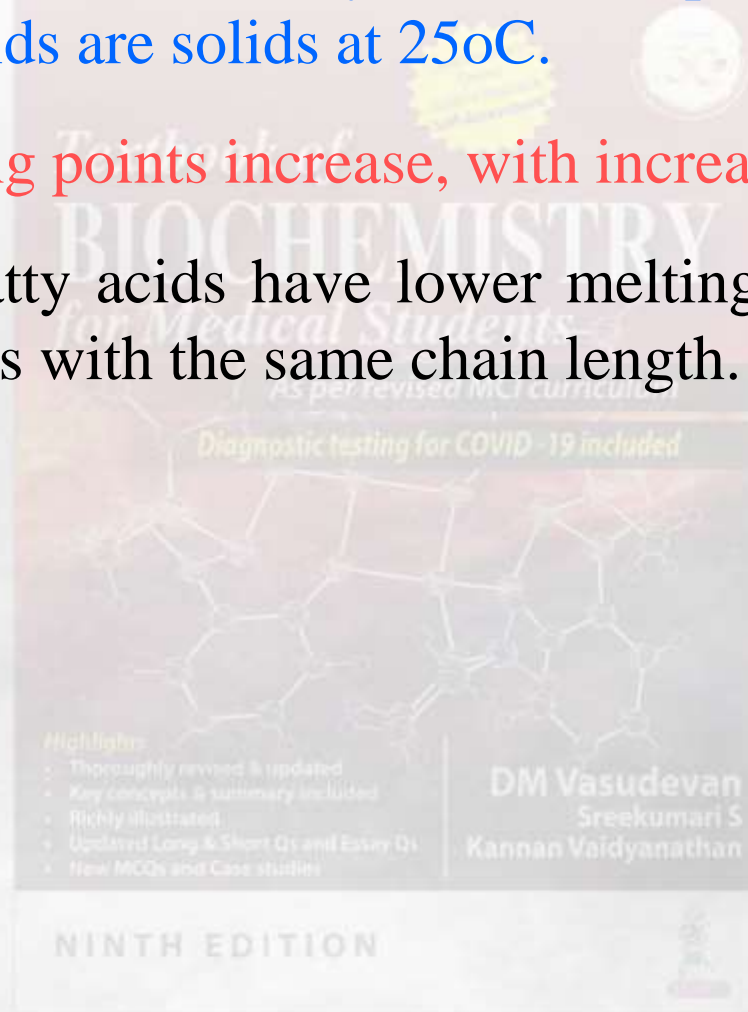 ds are solids at 25oC.
g points increase, with increa
Textbook of
BIOCHEMISTRY
atty acids have lower melting
for Medical Students
s with the same chain length.
As per revised MCI curriculum
Diagnostic testing for COVID -19 included
Highlights
• Thoroughly revised & updated
• Key concepts & summary included
• Richly illustrated
• Updated Long & Short Qs and Essay Qs
• New MCQs and Case studies
DM Vasudevan
Sreekumari S
Kannan Vaidyanathan
NINTH EDITION